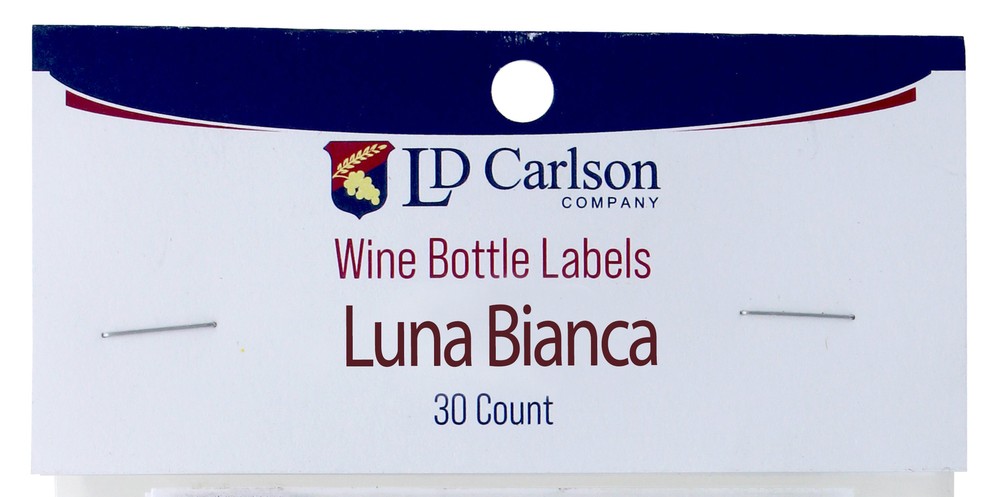 LD Carlson
COMPANY
Wine Bottle Labels
Luna Bianca
30 Count